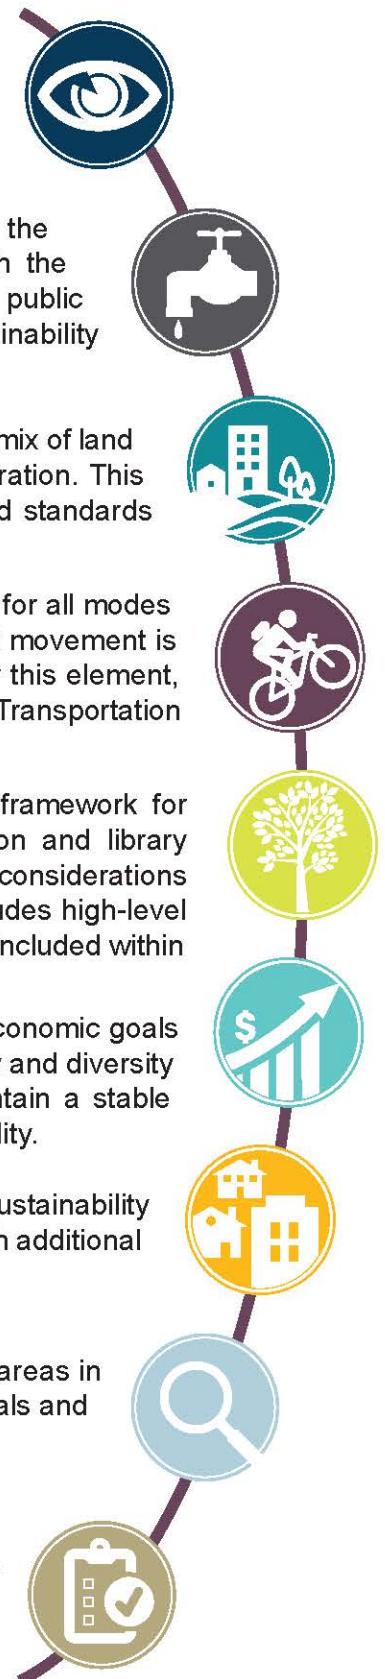 the
the
public
inability
mix of land
ration. This
d standards
for all modes
movement is
this element,
Transportation
framework for
on and library
considerations
udes high-level
included within
conomic goals
and diversity
ntain a stable
lity.
ustainability
additional
areas in
als and
$